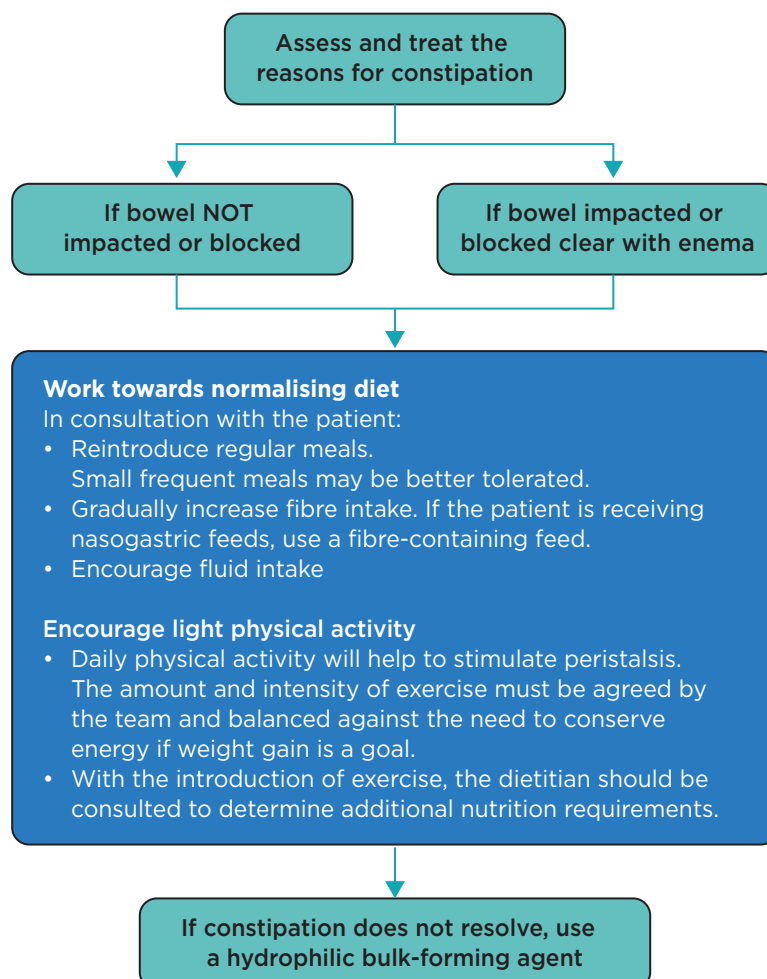 Assess and treat the
reasons for constipation
If bowel NOT
impacted or blocked
If bowel impacted or
blocked clear with enema
Work towards normalising diet
In consultation with the patient:
• Reintroduce regular meals.
Small frequent meals may be better tolerated.
• Gradually increase fibre intake. If the patient is receiving
nasogastric feeds, use a fibre-containing feed.
• Encourage fluid intake
Encourage light physical activity
• Daily physical activity will help to stimulate peristalsis.
The amount and intensity of exercise must be agreed by
the team and balanced against the need to conserve
energy if weight gain is a goal.
• With the introduction of exercise, the dietitian should be
consulted to determine additional nutrition requirements.
If constipation does not resolve, use
a hydrophilic bulk-forming agent